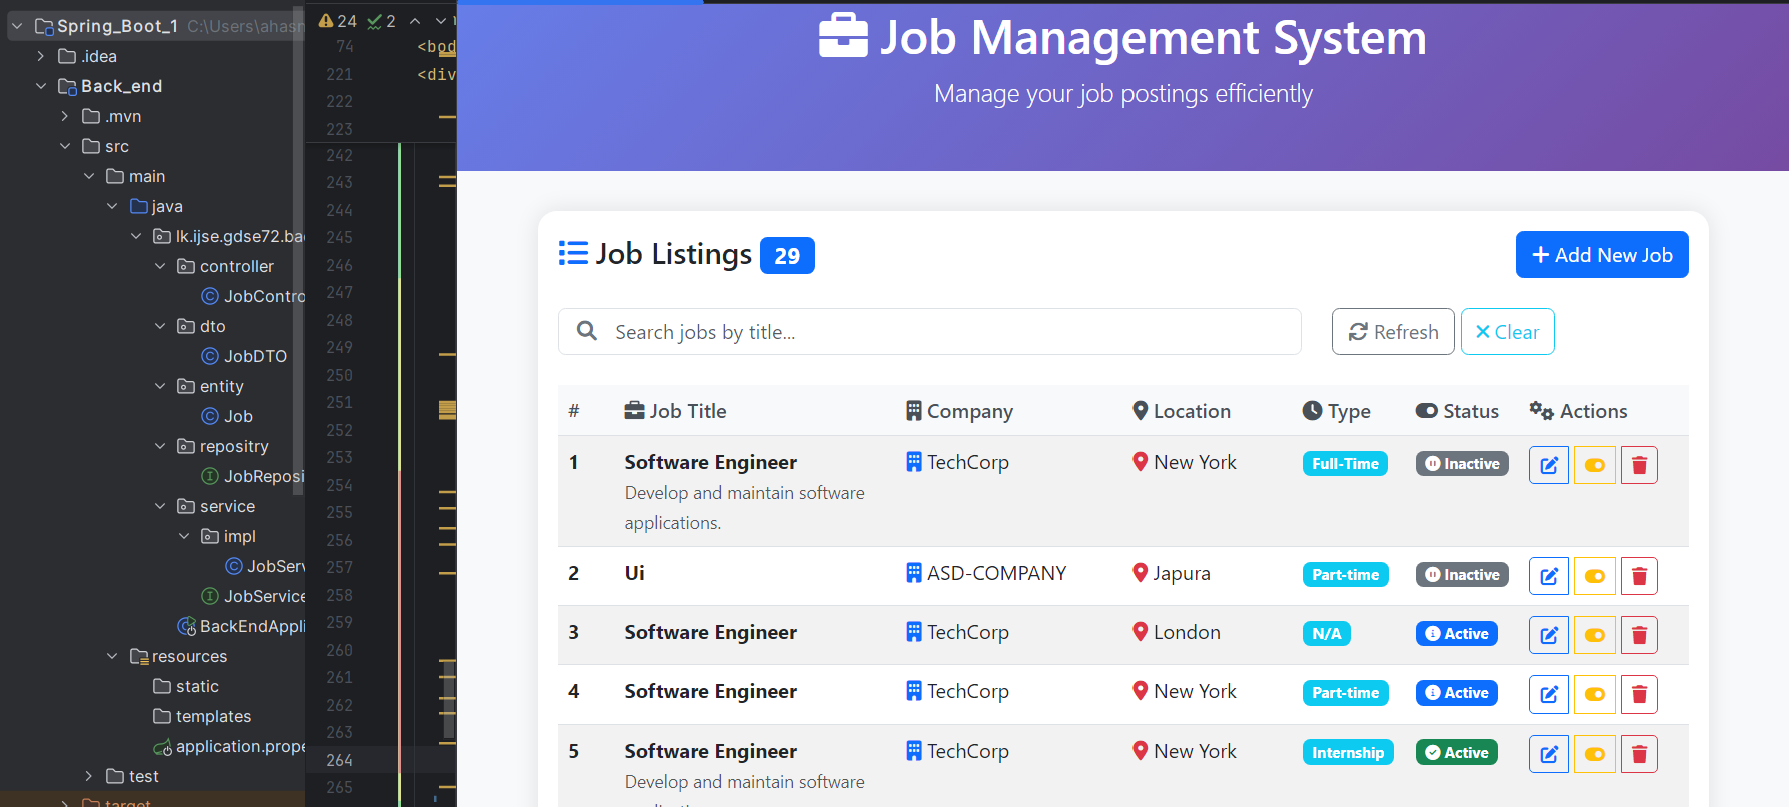 Spring_Boot_1 C:\Users\ahasn
.idea
Back_end
.mvn
src
main
java
lk.ijse.gdse72.ba
controller
JobContro
dto
JobDTO
entity
Job
repositry
JobReposi
service
impl
JobServ
JobService
BackEndAppli
resources
static
templates
application.prope
test
target
24 2
74 <bod
221 <div
222
223
242
243
244
245
246
247
248
249
250
251
252
253
254
255
256
257
258
259
260
261
262
263
264
265
Job Management System
Manage your job postings efficiently
Job Listings 29
+ Add New Job
Search jobs by title...
Refresh
Clear
# Job Title Company Location Type Status Actions
1 Software Engineer TechCorp New York Full-Time Inactive
Develop and maintain software
applications.
2 Ui ASD-COMPANY Japura Part-time Inactive
3 Software Engineer TechCorp London N/A Active
4 Software Engineer TechCorp New York Part-time Active
5 Software Engineer TechCorp New York Internship Active
Develop and maintain software